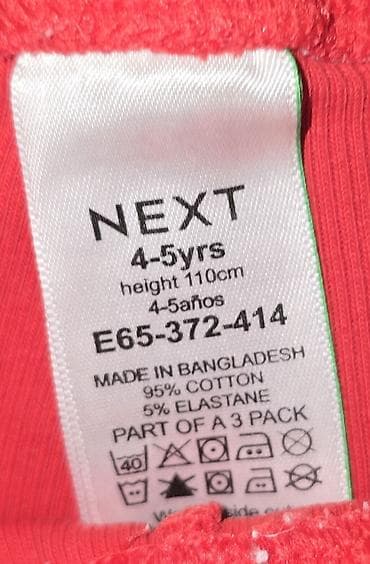 NEXT
4-5yrs
height 110cm
4-5años
E65-372-414
MADE IN BANGLADESH
95% COTTON
5% ELASTANE
PART OF A 3 PACK
40
side